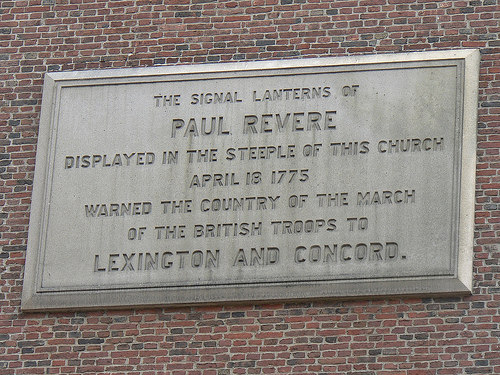 THE SIGNAL LANTERNS OF
PAUL REVERE
DISPLAYED IN THE STEEPLE OF THIS CHURCH
APRIL 18 1775
WARNED THE COUNTRY OF THE MARCH
OF THE BRITISH TROOPS TO
LEXINGTON AND CONCORD.